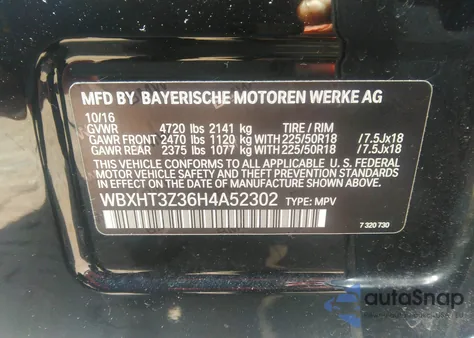 MFD BY BAYERISCHE MOTOREN WERKE AG
10/16
GVWR 4720 lbs 2141 kg TIRE / RIM
GAWR FRONT 2470 lbs 1120 kg WITH 225/50R18 / 7.5Jx18
GAWR REAR 2375 lbs 1077 kg WITH 225/50R18 / 7.5Jx18
THIS VEHICLE CONFORMS TO ALL APPLICABLE U. S. FEDERAL
MOTOR VEHICLE SAFETY AND THEFT PREVENTION
STANDARDS IN EFFECT ON THE
DATE OF MANUFACTURE SHOWN ABOVE.
WBXHT3Z36H4A52302 TYPE: MPV
7 320 730
autoSnap